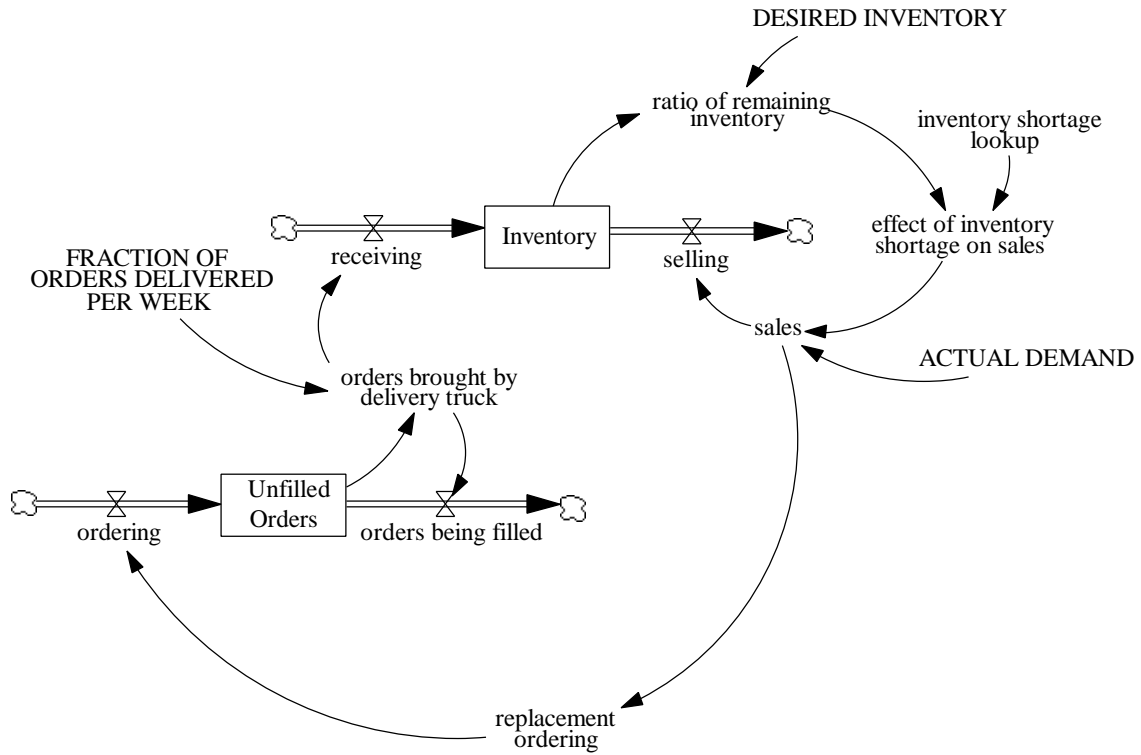 DESIRED INVENTORY
ratio of remaining
inventory
inventory shortage
lookup
effect of inventory
shortage on sales
Inventory
receiving
selling
FRACTION OF
ORDERS DELIVERED
PER WEEK
sales
ACTUAL DEMAND
orders brought by
delivery truck
Unfilled
Orders
ordering
orders being filled
replacement
ordering